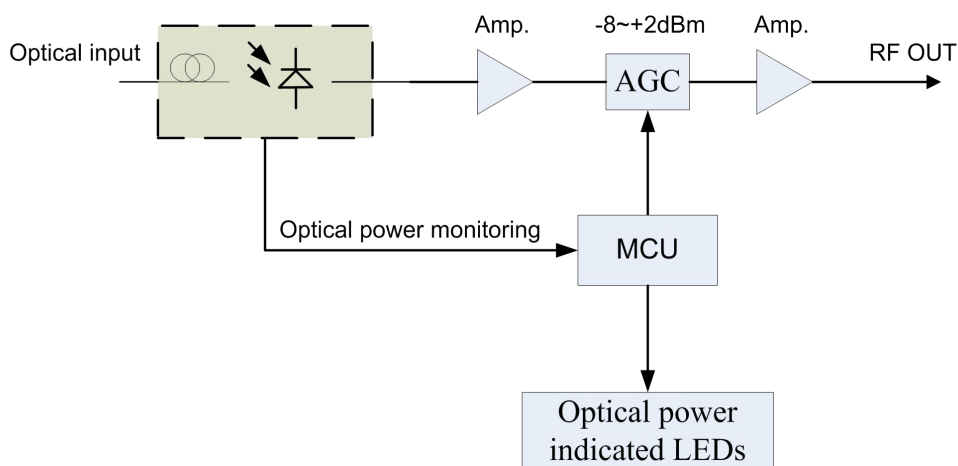 Optical input
Amp.
-8~+2dBm
Amp.
RF OUT
AGC
Optical power monitoring
MCU
Optical power
indicated LEDs